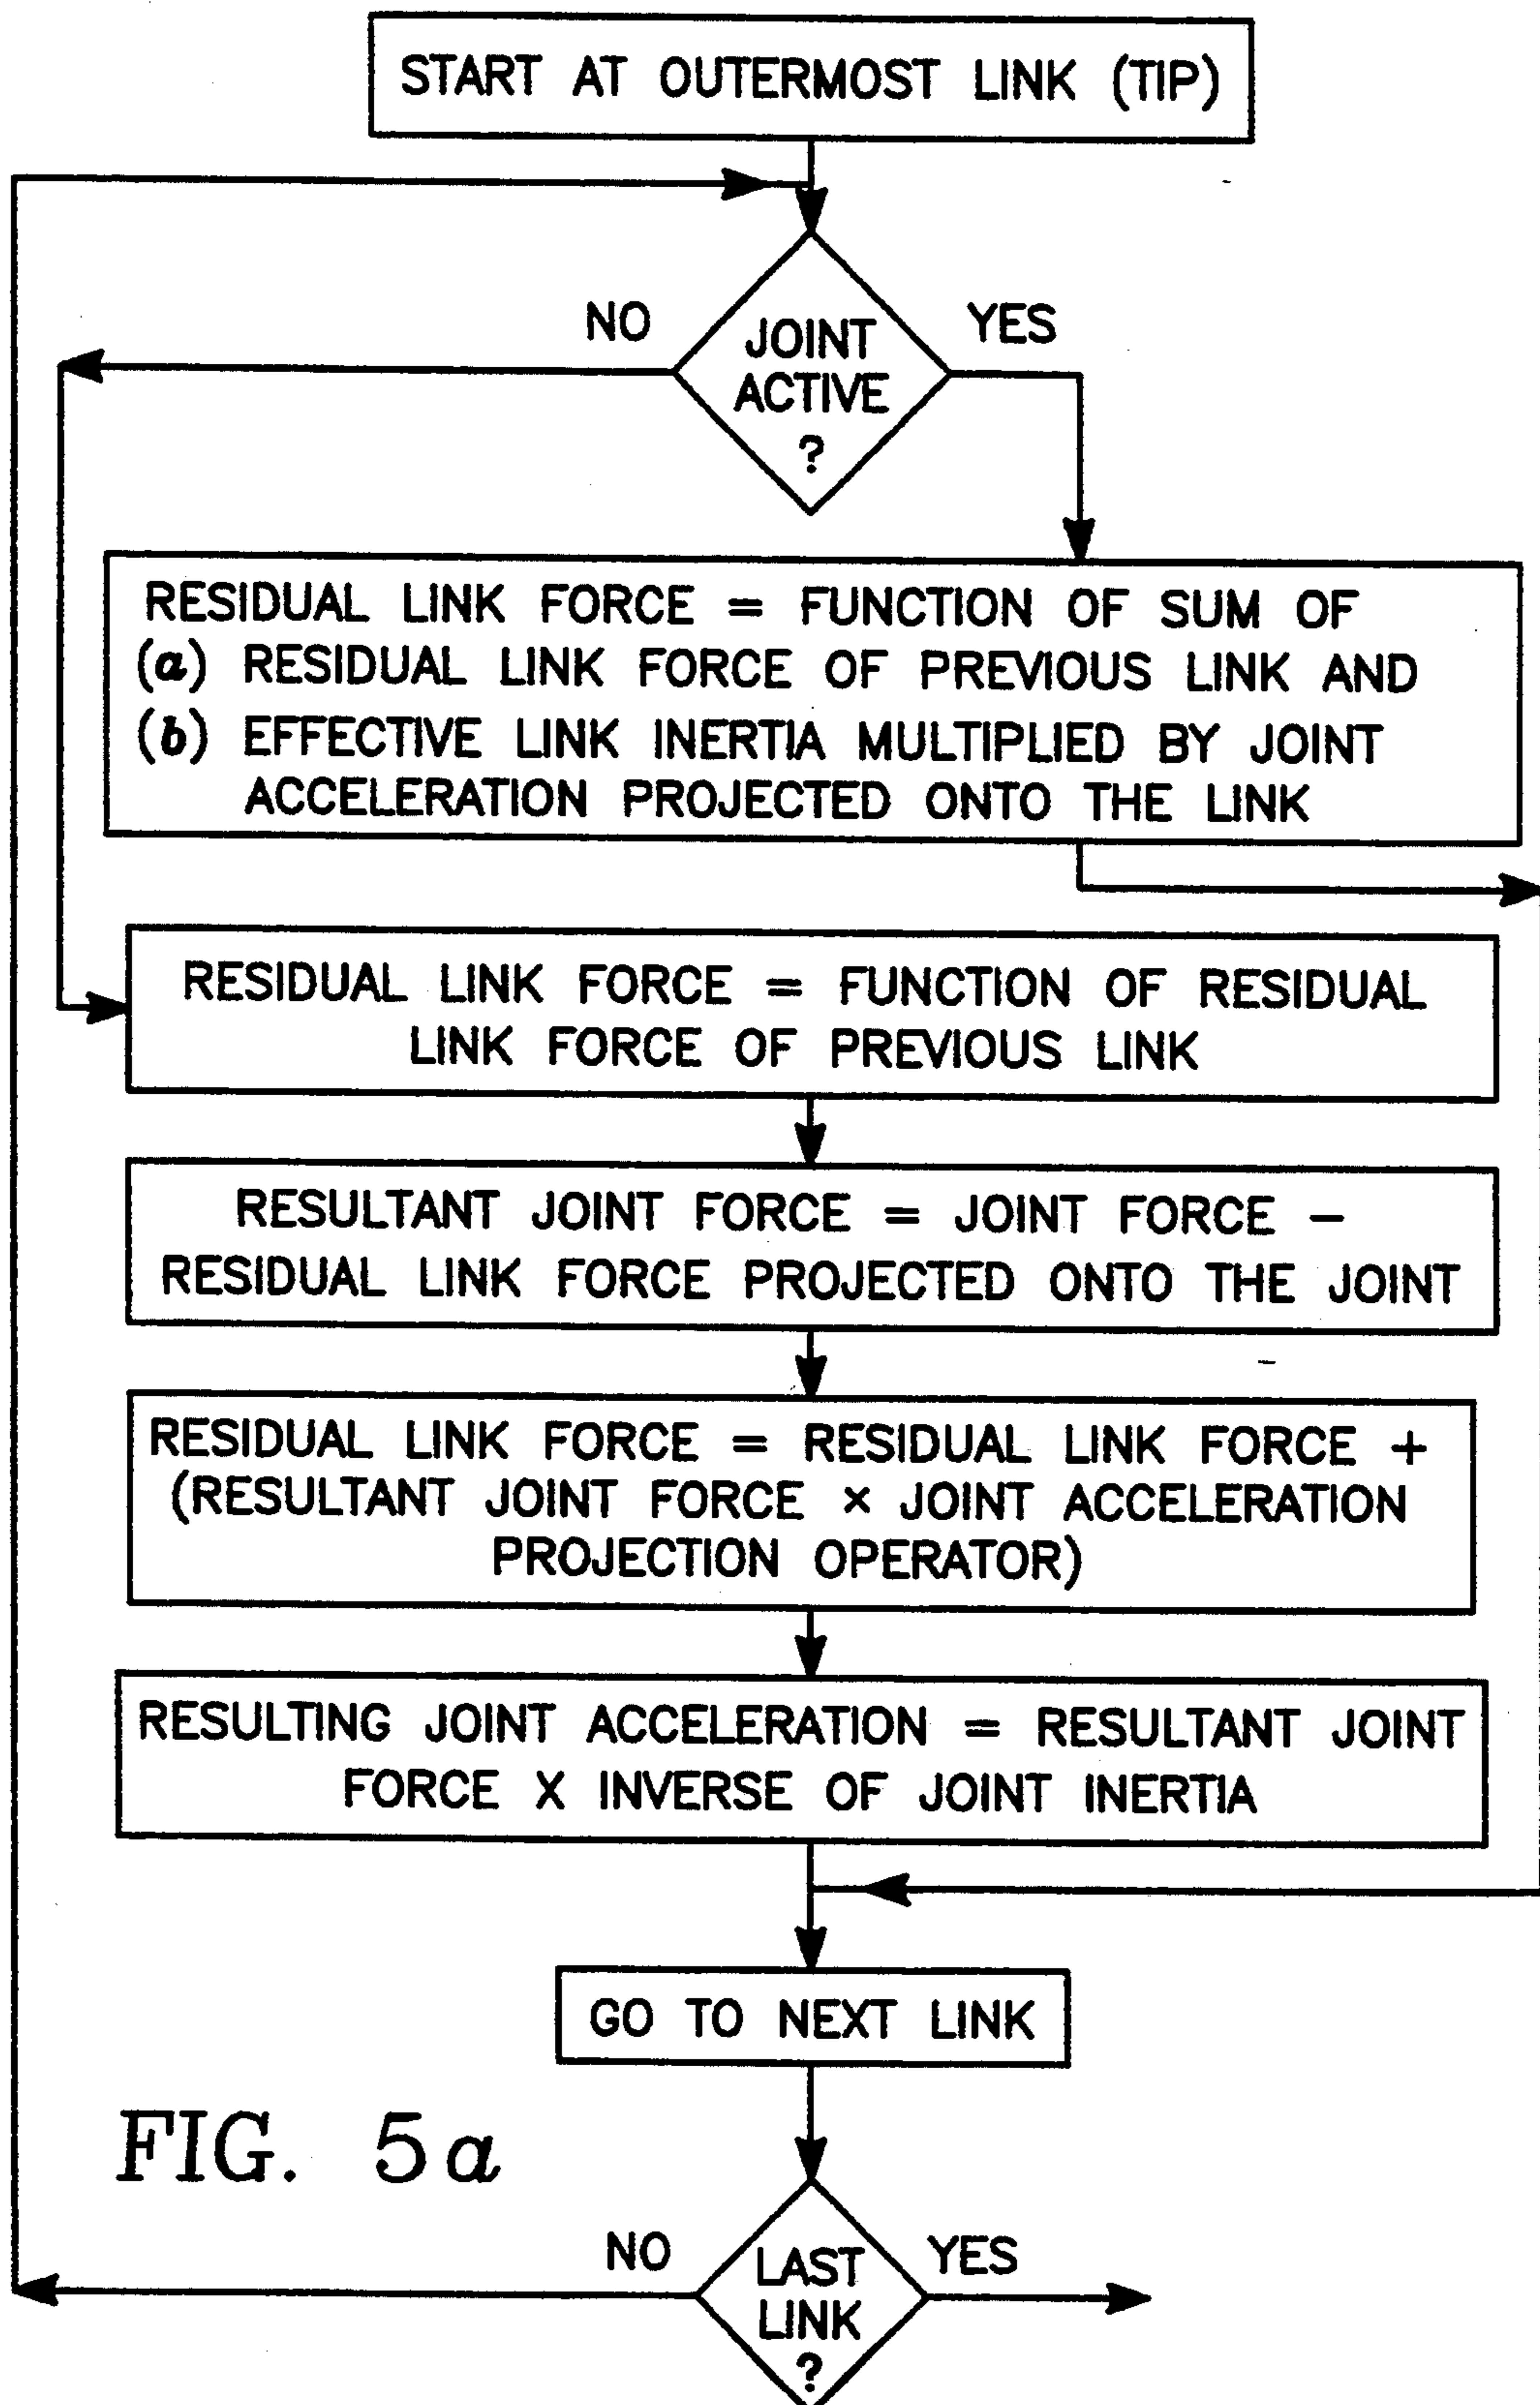 START AT OUTERMOST LINK (TIP)
NO
YES
JOINT
ACTIVE
?
RESIDUAL LINK FORCE = FUNCTION OF SUM OF
(a) RESIDUAL LINK FORCE OF PREVIOUS LINK AND
(b) EFFECTIVE LINK INERTIA MULTIPLIED BY JOINT
ACCELERATION PROJECTED ONTO THE LINK
RESIDUAL LINK FORCE = FUNCTION OF RESIDUAL
LINK FORCE OF PREVIOUS LINK
RESULTANT JOINT FORCE = JOINT FORCE –
RESIDUAL LINK FORCE PROJECTED ONTO THE JOINT
RESIDUAL LINK FORCE = RESIDUAL LINK FORCE +
(RESULTANT JOINT FORCE × JOINT ACCELERATION
PROJECTION OPERATOR)
RESULTING JOINT ACCELERATION = RESULTANT JOINT
FORCE X INVERSE OF JOINT INERTIA
GO TO NEXT LINK
FIG. 5a
NO
YES
LAST
LINK
?